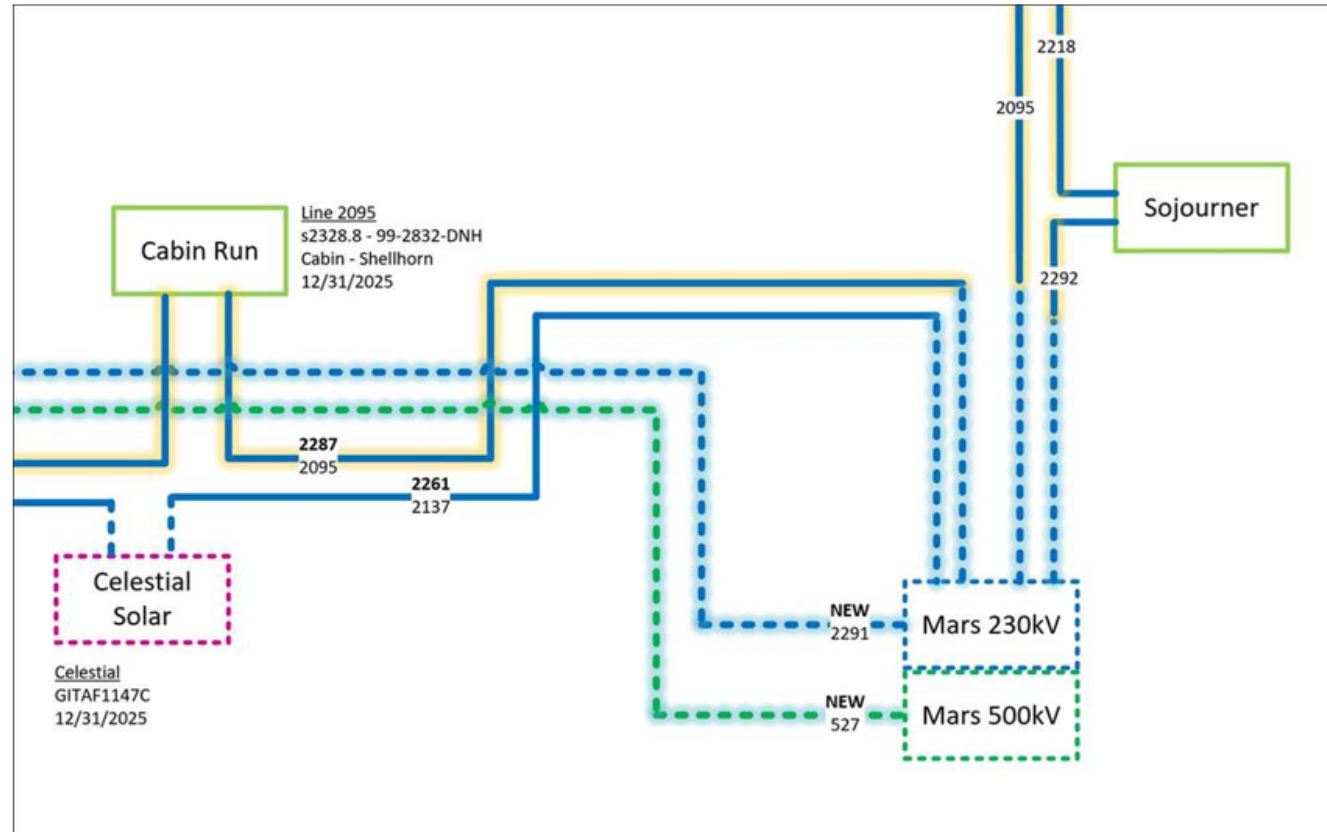 2218
2095
Sojourner
Cabin Run
Line 2095
s2328.8 - 99-2832-DNH
Cabin - Shellhorn
12/31/2025
2292
2287
2095
2261
2137
Celestial
Solar
NEW
2291
Mars 230kV
Celestial
GITAF1147C
12/31/2025
NEW
527
Mars 500kV